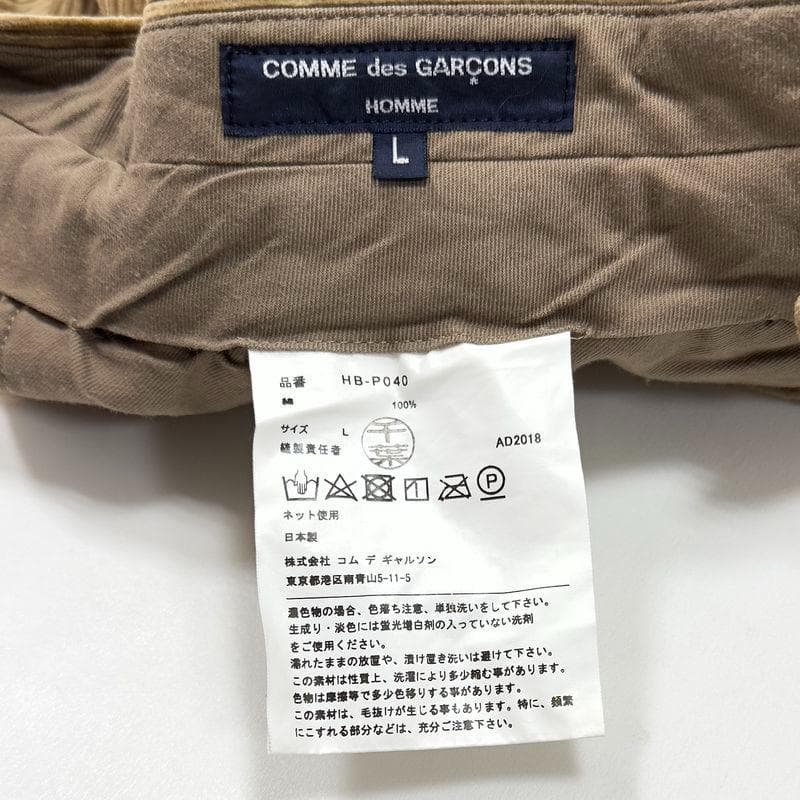 COMME des GARÇONS
HOMME
L
品番 HB-P040
綿 100%
サイズ L
縫製責任者 千葉
AD2018
ネット使用
日本製
株式会社 コム デ ギャルソン
東京都港区南青山5-11-5
濃色物の場合、色落ち注意、単独洗いをして下さい。
生成り・淡色には蛍光増白剤の入っていない洗剤
をご使用ください。
濡れたままの放置や、漬け置き洗いは避けて下さい。
この素材は性質上、洗濯により多少縮む事があります。
色物は摩擦等で多少色移りする事があります。
この素材は、毛抜けが生じる事もあります。特に、頻繁
にこすれる部分などは、充分ご注意下さい。